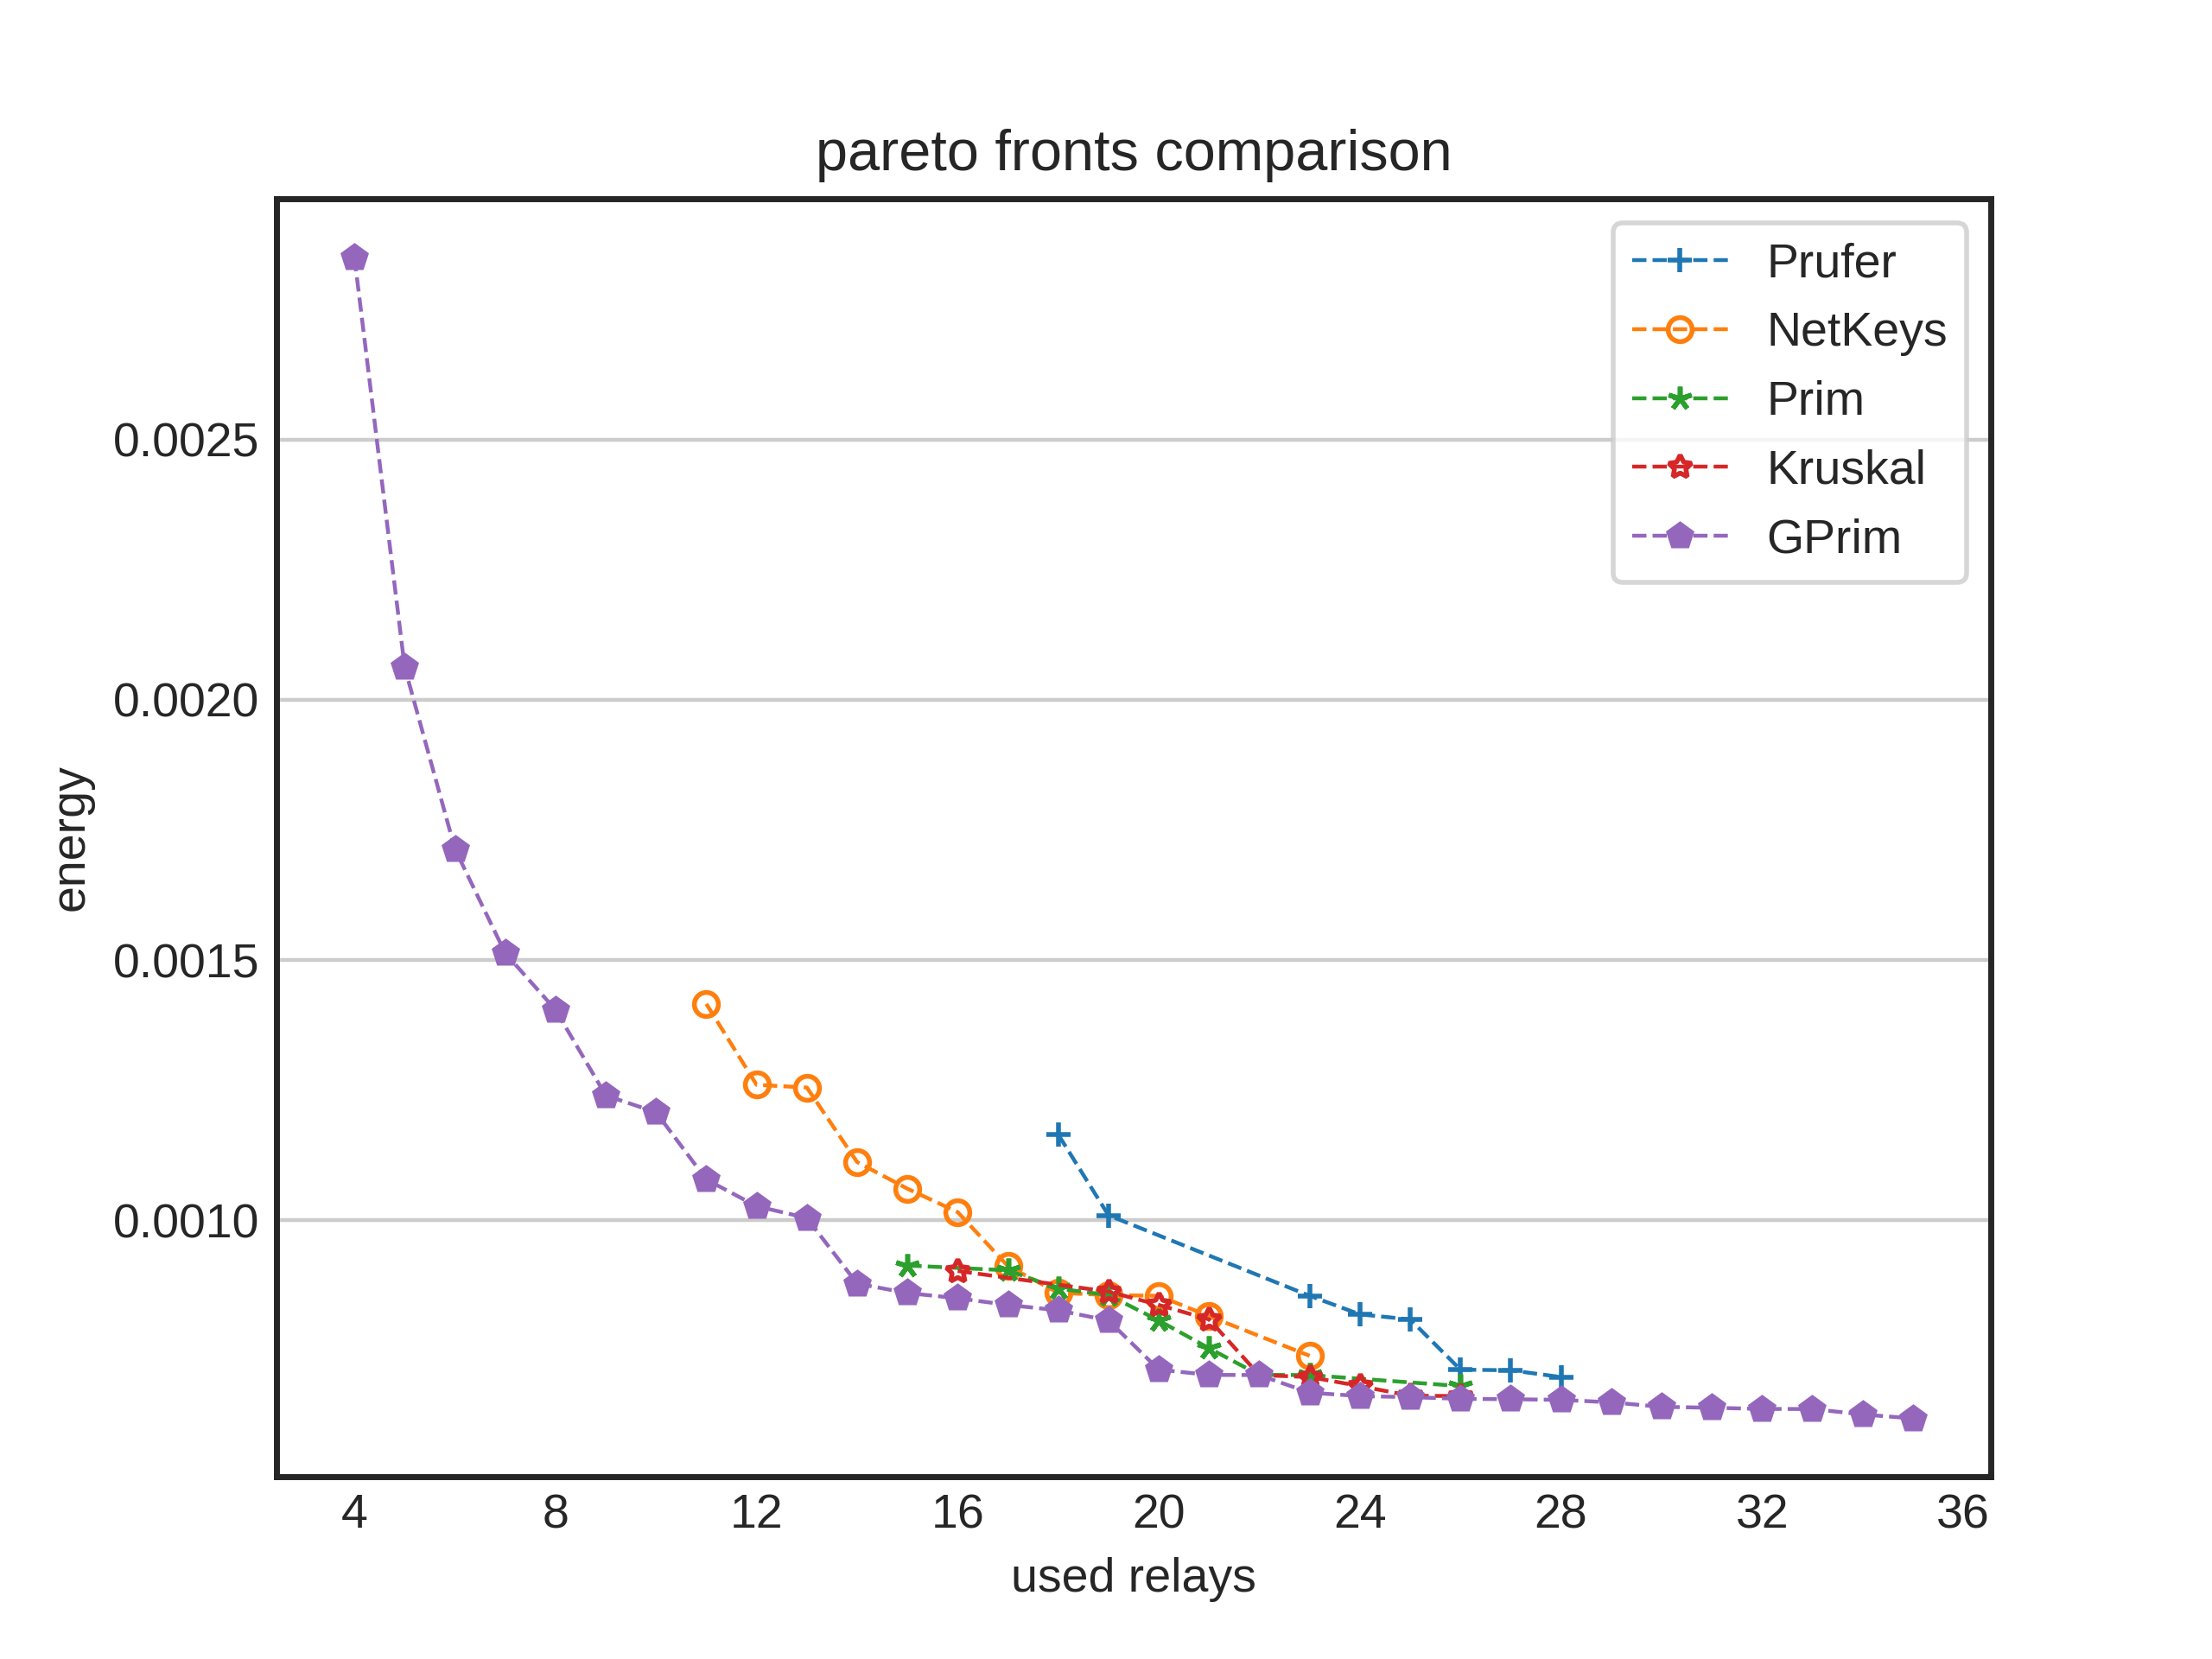 pareto fronts comparison
Prufer
NetKeys
Prim
Kruskal
GPrim
energy
0.0025
0.0020
0.0015
0.0010
4 8 12 16 20 24 28 32 36
used relays